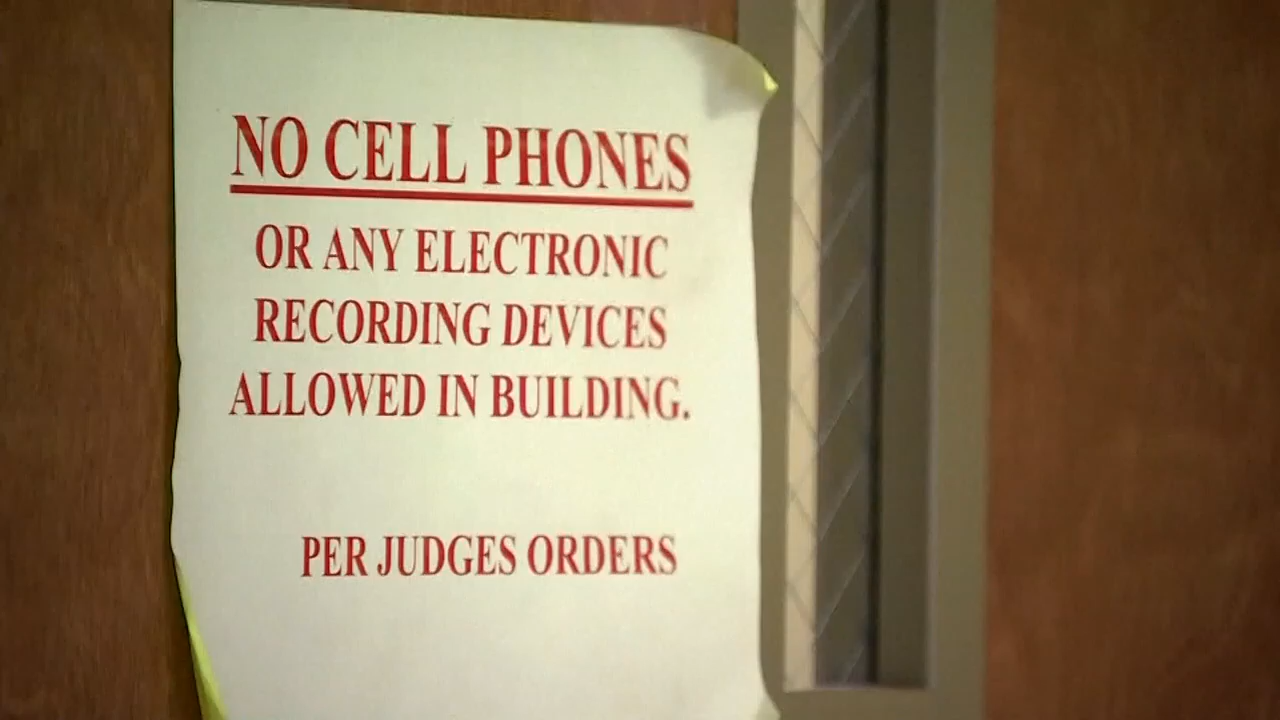 NO CELL PHONES
OR ANY ELECTRONIC
RECORDING DEVICES
ALLOWED IN BUILDING.
PER JUDGES ORDERS